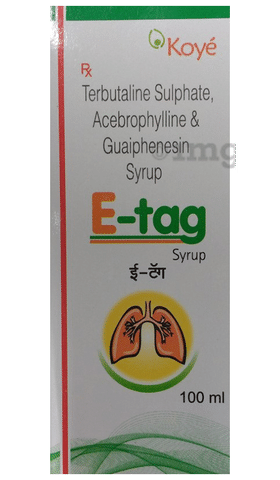 Koyé
Rx
Terbutaline Sulphate,
Acebrophylline &
Guaiphenesin
Syrup
E-tag
Syrup
ई-टॅग
100 ml